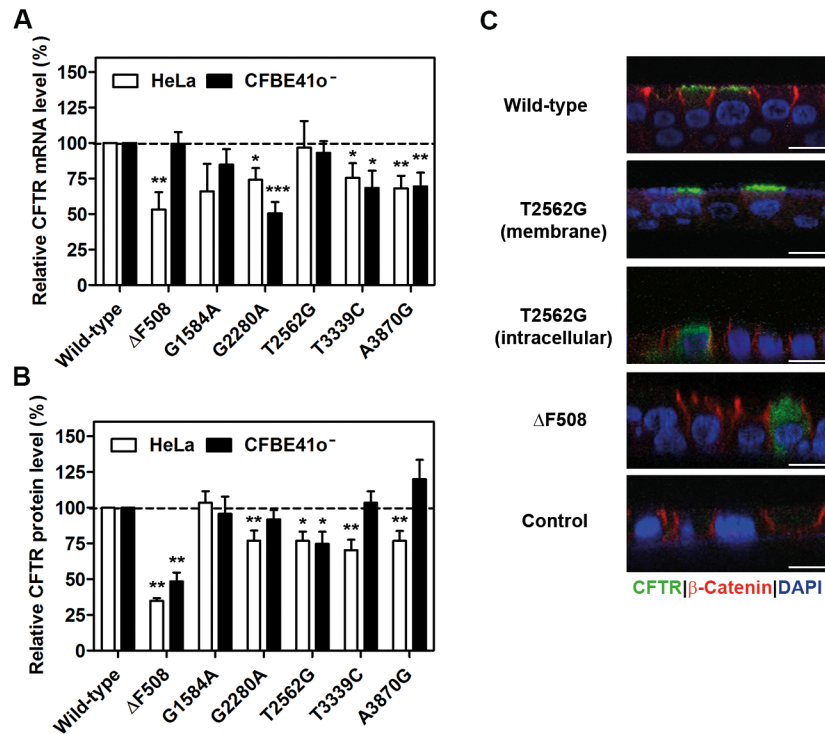 A
Relative CFTR mRNA level (%)
150
125
100
75
50
25
0
HeLa CFBE41o⁻
**
*
***
*
*
**
**
Wild-type
ΔF508
G1584A
G2280A
T2562G
T3339C
A3870G
B
Relative CFTR protein level (%)
150
125
100
75
50
25
0
HeLa CFBE41o⁻
**
**
**
*
*
**
**
Wild-type
ΔF508
G1584A
G2280A
T2562G
T3339C
A3870G
C
Wild-type
T2562G
(membrane)
T2562G
(intracellular)
ΔF508
Control
CFTR|β-Catenin|DAPI